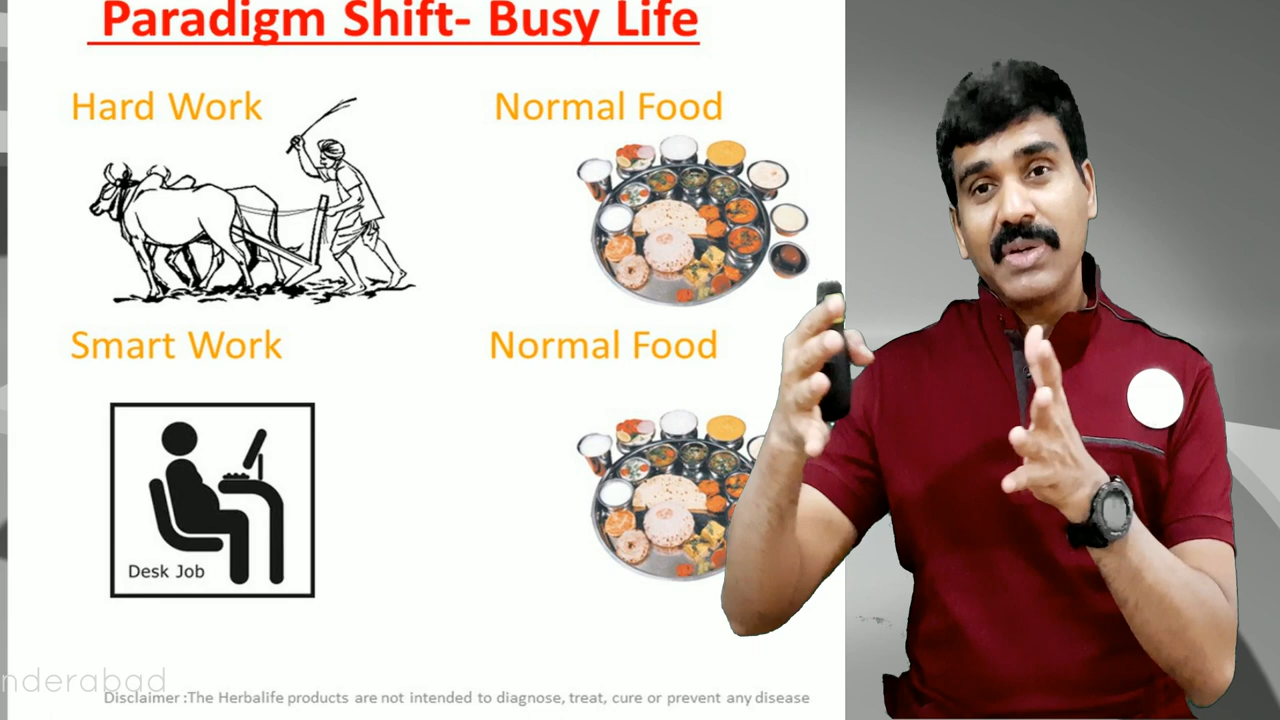 Paradigm Shift- Busy Life
Hard Work
Normal Food
Smart Work
Normal Food
Desk Job
nderabad
Disclaimer :The Herbalife products are not intended to diagnose, treat, cure or prevent any disease